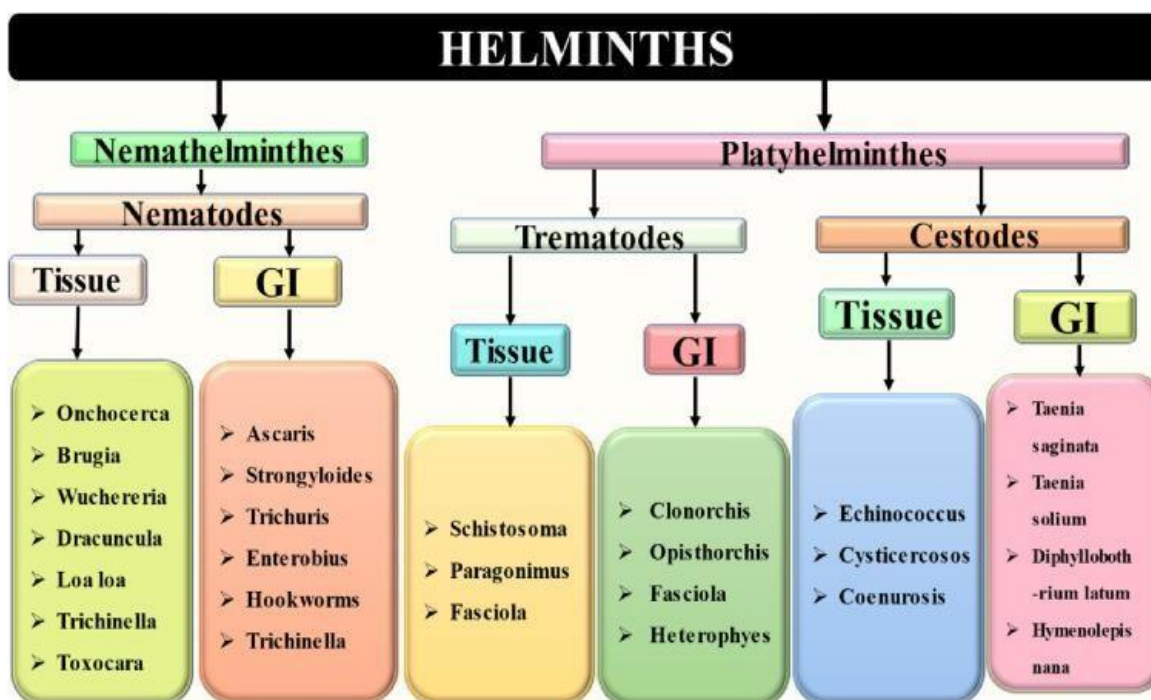 HELMINTHS
Nemathelminthes
Platyhelminthes
Nematodes
Trematodes
Cestodes
Tissue
GI
Tissue
GI
Tissue
GI
➢ Onchocerca
➢ Brugia
➢ Wuchereria
➢ Dracuncula
➢ Loa loa
➢ Trichinella
➢ Toxocara
➢ Ascaris
➢ Strongyloides
➢ Trichuris
➢ Enterobius
➢ Hookworms
➢ Trichinella
➢ Schistosoma
➢ Paragonimus
➢ Fasciola
➢ Clonorchis
➢ Opisthorchis
➢ Fasciola
➢ Heterophyes
➢ Echinococcus
➢ Cysticercosos
➢ Coenurosis
➢ Taenia
saginata
➢ Taenia
solium
➢ Diphylloboth
-rium latum
➢ Hymenolepis
nana